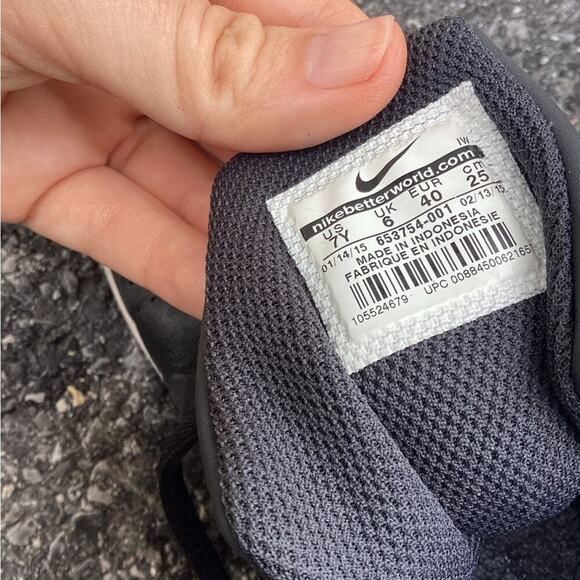 IW
nikebetterworld.com
US UK EUR cm
7Y 6 40 25
01/14/15 653754-001 02/13/15
MADE IN INDONESIA
FABRIQUE EN INDONESIE
105524679 UPC 0088450062165